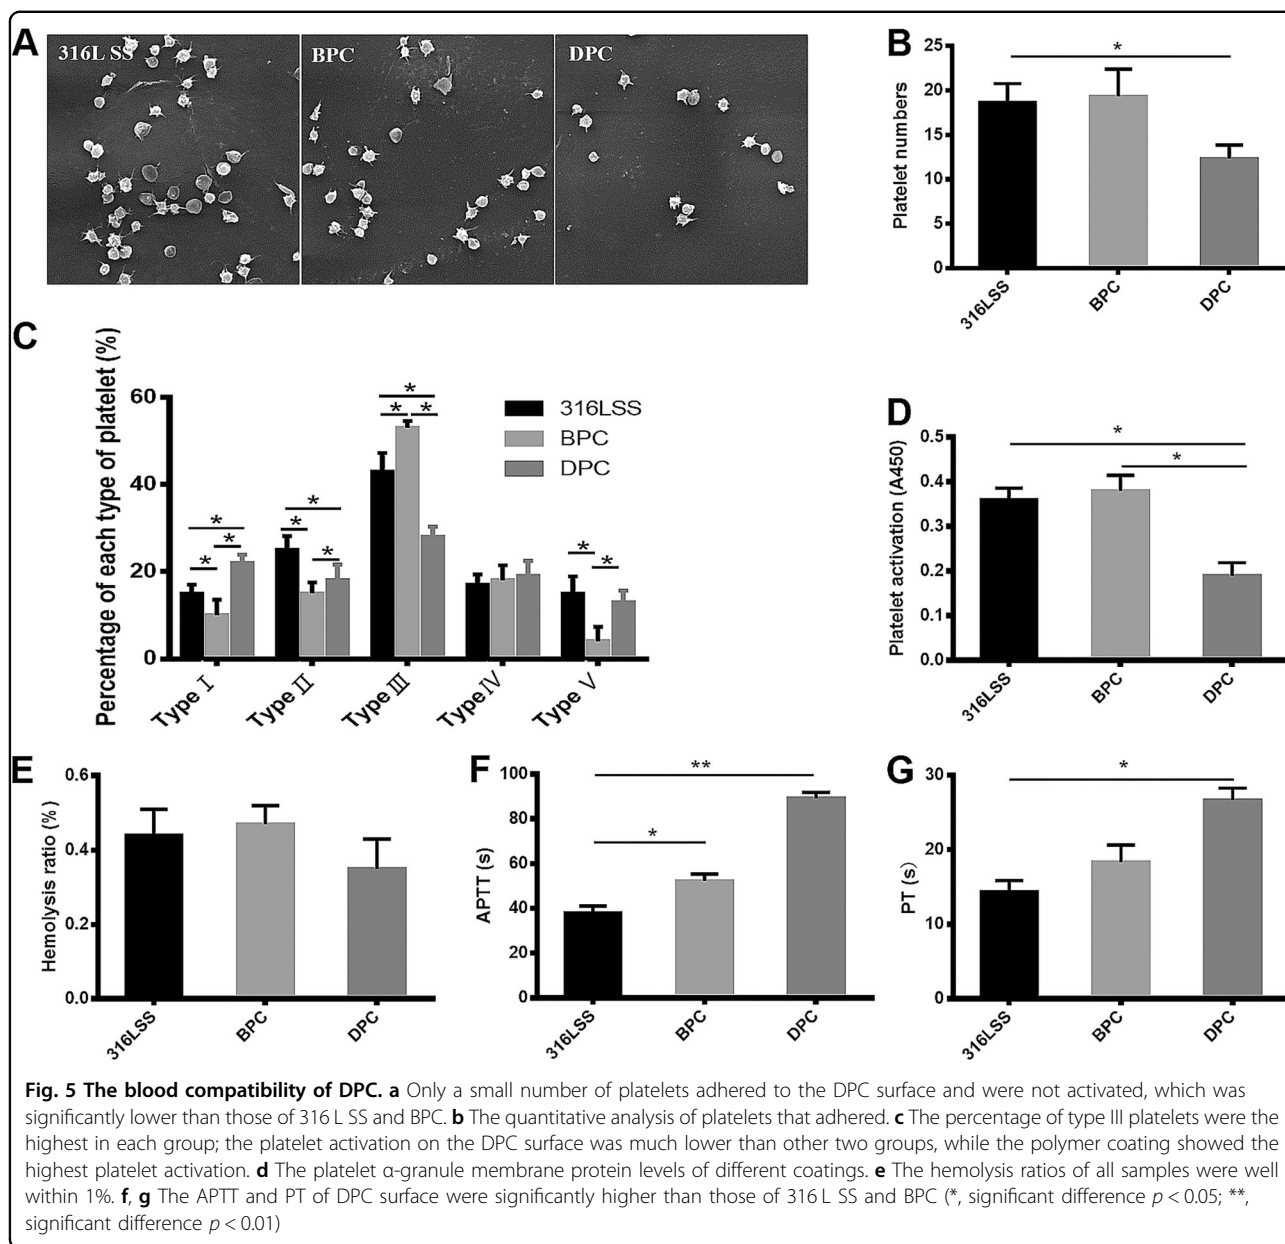 A
316L SS
BPC
DPC
B
Platelet numbers
25
20
15
10
5
0
*
316LSS
BPC
DPC
C
Percentage of each type of platelet (%)
60
40
20
0
* * *
* * *
* * *
* *
316LSS
BPC
DPC
Type I
Type II
Type III
Type IV
Type V
D
Platelet activation (A450)
0.5
0.4
0.3
0.2
0.1
0.0
*
*
316LSS
BPC
DPC
E
Hemolysis ratio (%)
0.6
0.4
0.2
0.0
316LSS
BPC
DPC
F
APTT (s)
100
80
60
40
20
0
**
*
316LSS
BPC
DPC
G
PT (s)
30
20
10
0
*
316LSS
BPC
DPC
Fig. 5 The blood compatibility of DPC. a Only a small number of platelets adhered to the DPC surface and were not activated, which was
significantly lower than those of 316 L SS and BPC. b The quantitative analysis of platelets that adhered. c The percentage of type III platelets were the
highest in each group; the platelet activation on the DPC surface was much lower than other two groups, while the polymer coating showed the
highest platelet activation. d The platelet α-granule membrane protein levels of different coatings. e The hemolysis ratios of all samples were well
within 1%. f, g The APTT and PT of DPC surface were significantly higher than those of 316 L SS and BPC (*, significant difference p < 0.05; **,
significant difference p < 0.01)